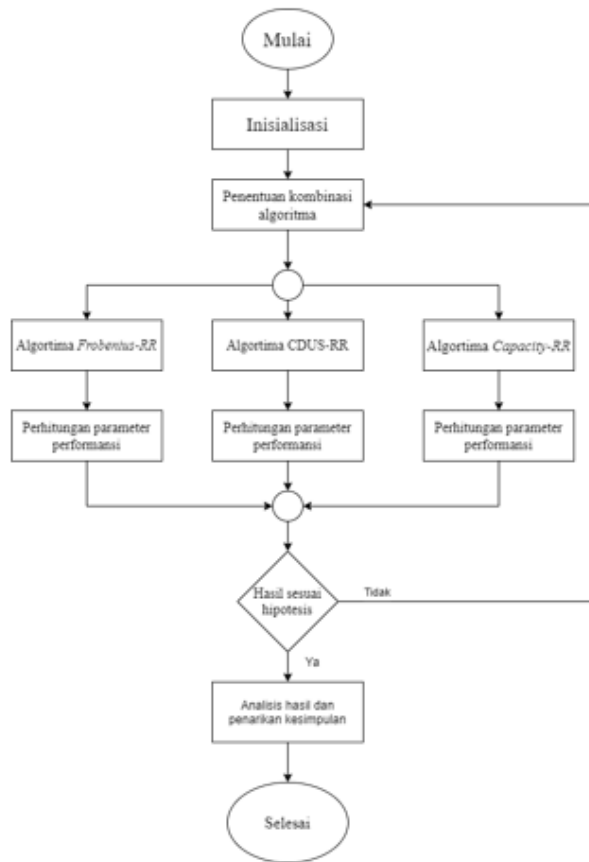 Mulai
Inisialisasi
Penentuan kombinasi
algoritma
Algortima Frobenius-RR
Algortima CDUS-RR
Algortima Capacity-RR
Perhitungan parameter
performansi
Perhitungan parameter
performansi
Perhitungan parameter
performansi
Hasil sesuai
hipotesis
Tidak
Ya
Analisis hasil dan
penarikan kesimpulan
Selesai